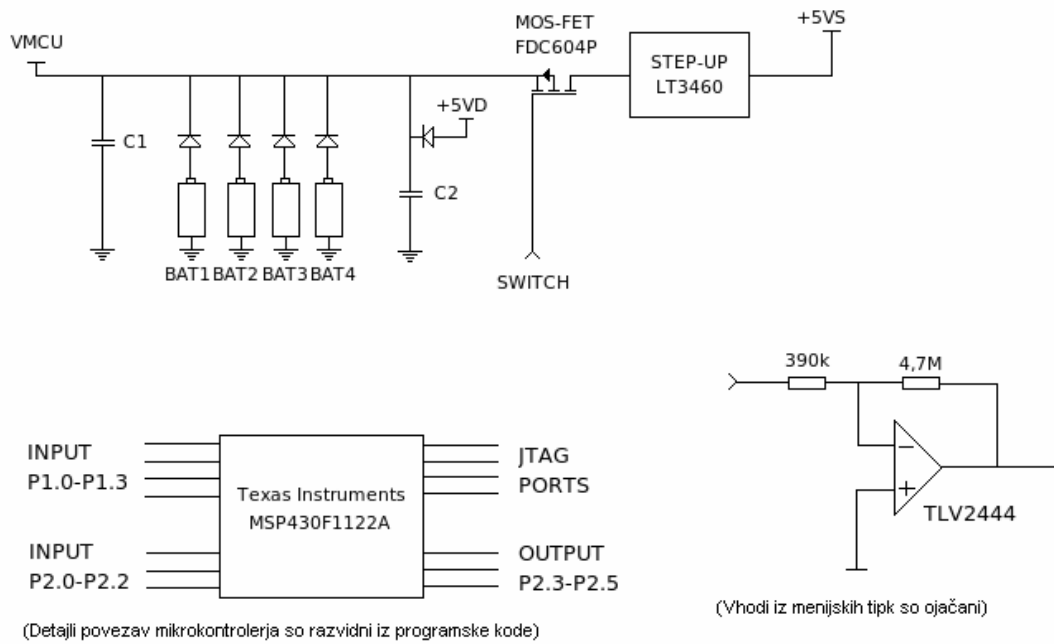 VMCU
MOS-FET
FDC604P
+5VS
STEP-UP
LT3460
+5VD
C1
C2
BAT1 BAT2 BAT3 BAT4
SWITCH
390k
4,7M
INPUT
P1.0-P1.3
Texas Instruments
MSP430F1122A
JTAG
PORTS
INPUT
P2.0-P2.2
OUTPUT
P2.3-P2.5
−
+
TLV2444
(Vhodi iz menijskih tipk so ojačani)
(Detajli povezav mikrokontrolerja so razvidni iz programske kode)